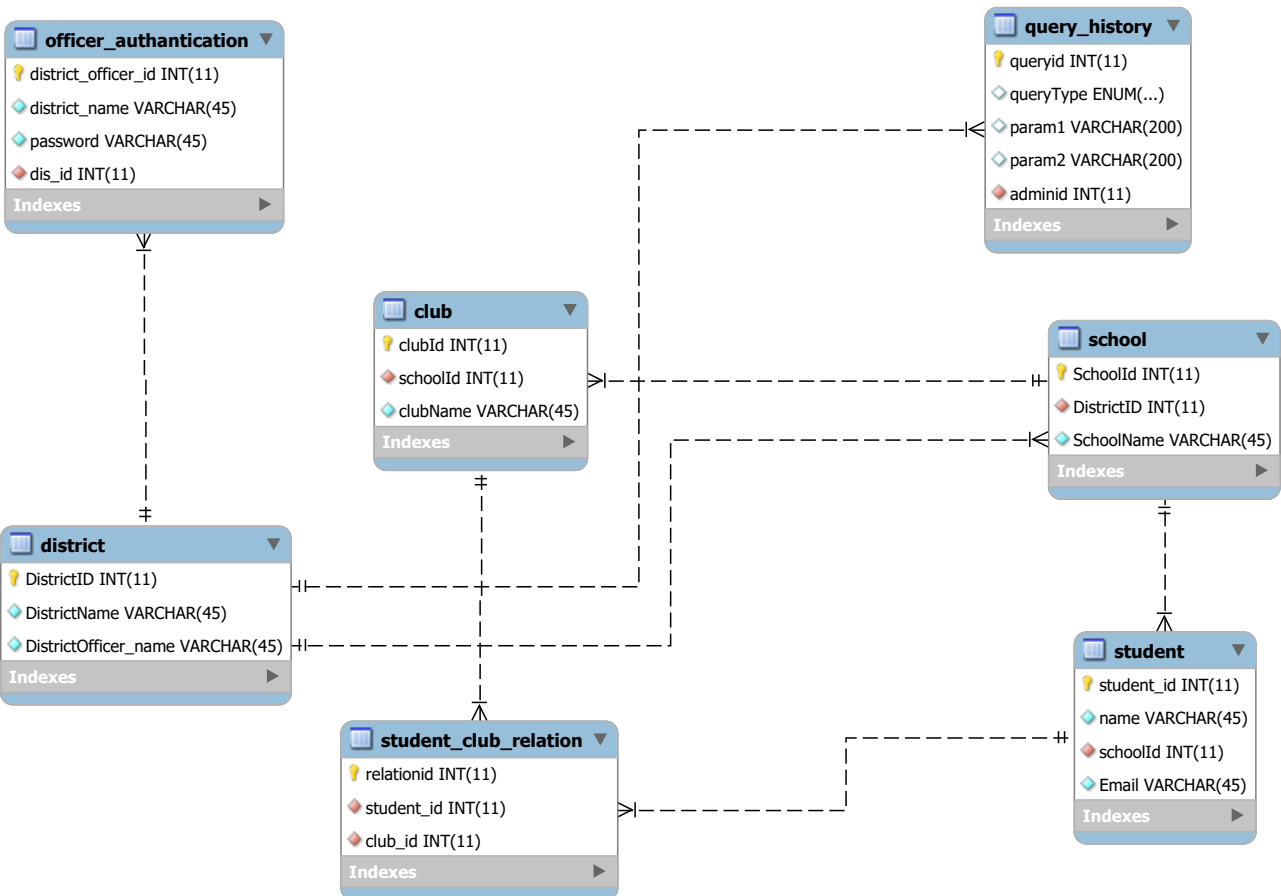 officer_authantication
district_officer_id INT(11)
district_name VARCHAR(45)
password VARCHAR(45)
dis_id INT(11)
Indexes
query_history
queryid INT(11)
queryType ENUM(...)
param1 VARCHAR(200)
param2 VARCHAR(200)
adminid INT(11)
Indexes
club
clubId INT(11)
schoolId INT(11)
clubName VARCHAR(45)
Indexes
school
SchoolId INT(11)
DistrictID INT(11)
SchoolName VARCHAR(45)
Indexes
district
DistrictID INT(11)
DistrictName VARCHAR(45)
DistrictOfficer_name VARCHAR(45)
Indexes
student_club_relation
relationid INT(11)
student_id INT(11)
club_id INT(11)
Indexes
student
student_id INT(11)
name VARCHAR(45)
schoolId INT(11)
Email VARCHAR(45)
Indexes